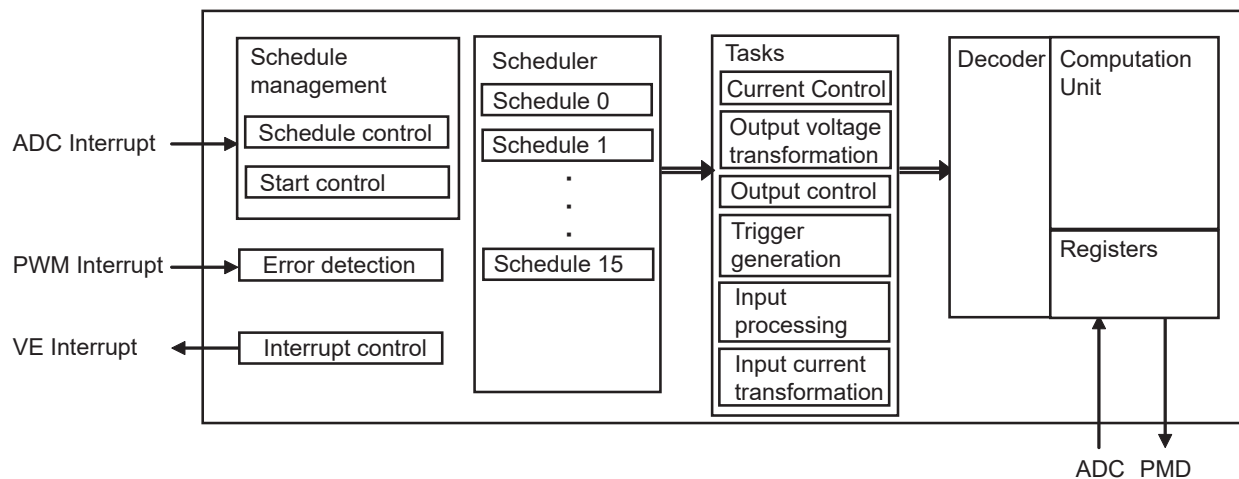 ADC Interrupt
PWM Interrupt
VE Interrupt
Schedule
management
Schedule control
Start control
Error detection
Interrupt control
Scheduler
Schedule 0
Schedule 1
.
.
.
Schedule 15
Tasks
Current Control
Output voltage
transformation
Output control
Trigger
generation
Input
processing
Input current
transformation
Decoder
Computation
Unit
Registers
ADC
PMD